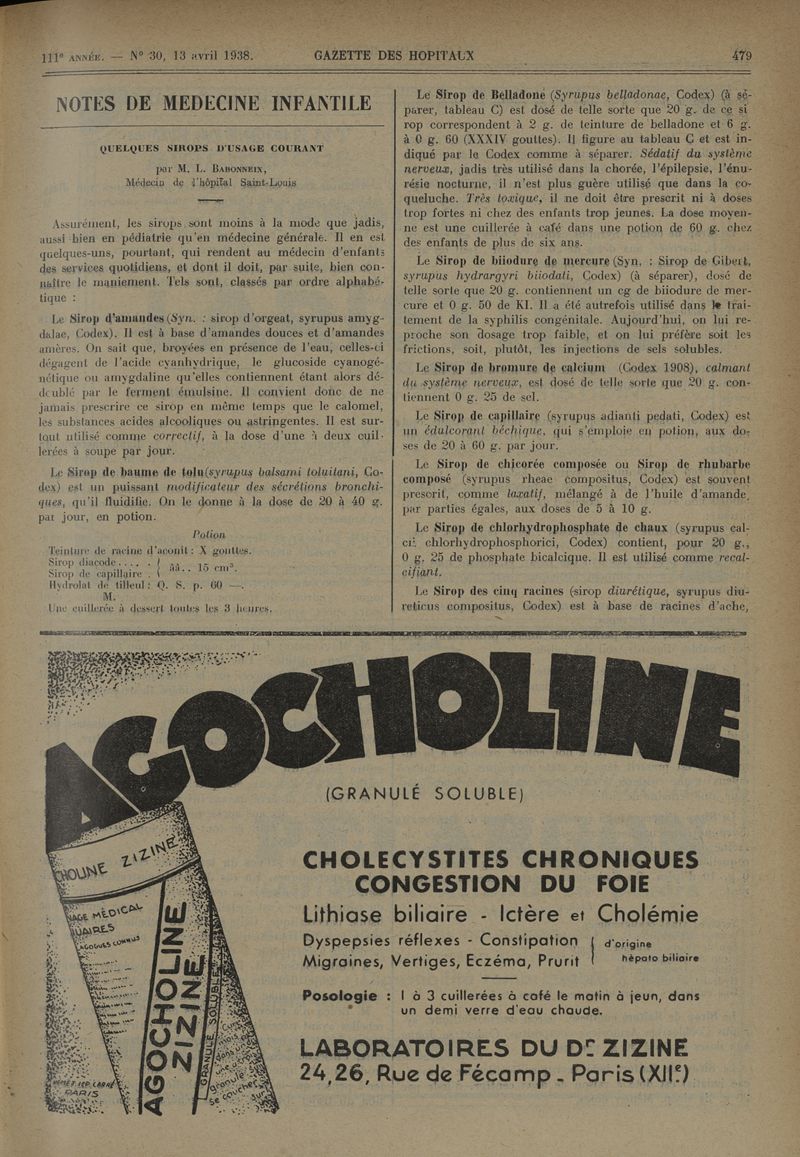 111e ANNÉE. — N° 30, 13 avril 1938.
GAZETTE DES HOPITAUX
479
NOTES DE MEDECINE INFANTILE
QUELQUES SIROPS D'USAGE COURANT
par M. L. BABONNEIX,
Médecin de l'hôpital Saint-Louis
Assurément, les sirops sont moins à la mode que jadis,
aussi bien en pédiatrie qu'en médecine générale. Il en est
quelques-uns, pourtant, qui rendent au médecin d'enfants
des services quotidiens, et dont il doit, par suite, bien con-
naître le maniement. Tels sont, classés par ordre alphabé-
tique :
Le Sirop d'amandes (Syn. : sirop d'orgeat, syrupus amyg-
dalae, Codex). Il est à base d'amandes douces et d'amandes
amères. On sait que, broyées en présence de l'eau, celles-ci
dégagent de l'acide cyanhydrique, le glucoside cyanogé-
nétique ou amygdaline qu'elles contiennent étant alors dé-
doublé par le ferment émulsine. Il convient donc de ne
jamais prescrire ce sirop en même temps que le calomel,
les substances acides alcooliques ou astringentes. Il est sur-
tout utilisé comme correctif, à la dose d'une à deux cuil-
lerées à soupe par jour.
Le Sirop de baume de tolu (syrupus balsami toluitani, Co-
dex) est un puissant modificateur des sécrétions bronchi-
ques, qu'il fluidifie. On le donne à la dose de 20 à 40 g.
par jour, en potion.
Potion
Teinture de racine d'aconit : X gouttes.
Sirop diacode . . . . . }
Sirop de capillaire . } ââ.. 15 cm3.
Hydrolat de tilleul : Q. S. p. 60 —.
M.
Une cuillerée à dessert toutes les 3 heures.
Le Sirop de Belladone (Syrupus belladonae, Codex) (à sé-
parer, tableau C) est dosé de telle sorte que 20 g. de ce si
rop correspondent à 2 g. de teinture de belladone et 6 g.
à 0 g. 60 (XXXIV gouttes). Il figure au tableau C et est in-
diqué par le Codex comme à séparer. Sédatif du système
nerveux, jadis très utilisé dans la chorée, l'épilepsie, l'énu-
résie nocturne, il n'est plus guère utilisé que dans la co-
queluche. Très toxique, il ne doit être prescrit ni à doses
trop fortes ni chez des enfants trop jeunes. La dose moyen-
ne est une cuillerée à café dans une potion de 60 g. chez
des enfants de plus de six ans.
Le Sirop de biiodure de mercure (Syn. : Sirop de Gibert,
syrupus hydrargyri biiodati, Codex) (à séparer), dosé de
telle sorte que 20 g. contiennent un cg de biiodure de mer-
cure et 0 g. 50 de KI. Il a été autrefois utilisé dans le trai-
tement de la syphilis congénitale. Aujourd'hui, on lui re-
proche son dosage trop faible, et on lui préfère soit les
frictions, soit, plutôt, les injections de sels solubles.
Le Sirop de bromure de calcium (Codex 1908), calmant
du système nerveux, est dosé de telle sorte que 20 g. con-
tiennent 0 g. 25 de sel.
Le Sirop de capillaire (syrupus adianti pedati, Codex) est
un édulcorant béchique, qui s'emploie en potion, aux do-
ses de 20 à 60 g. par jour.
Le Sirop de chicorée composée ou Sirop de rhubarbe
composé (syrupus rheae compositus, Codex) est souvent
prescrit, comme laxatif, mélangé à de l'huile d'amande,
par parties égales, aux doses de 5 à 10 g.
Le Sirop de chlorhydrophosphate de chaux (syrupus cal-
cii chlorhydrophosphorici, Codex) contient, pour 20 g.,
0 g. 25 de phosphate bicalcique. Il est utilisé comme recal-
cifiant.
Le Sirop des cinq racines (sirop diurétique, syrupus diu-
reticus compositus, Codex) est à base de racines d'ache,
AGOCHOLINE
(GRANULÉ SOLUBLE)
CHOLECYSTITES CHRONIQUES
CONGESTION DU FOIE
Lithiase biliaire - Ictère et Cholémie
Dyspepsies réflexes - Constipation
Migraines, Vertiges, Eczéma, Prurit
d'origine
hépato biliaire
Posologie : 1 à 3 cuillerées à café le matin à jeun, dans
un demi verre d'eau chaude.
LABORATOIRES DU Dr ZIZINE
24,26, Rue de Fécamp - Paris (XIIe)
ZIZINE
MÉDICAL
CONNUS
AGOCHOLINE
ZIZINE
GRANULÉ SOLUBLE
PARIS